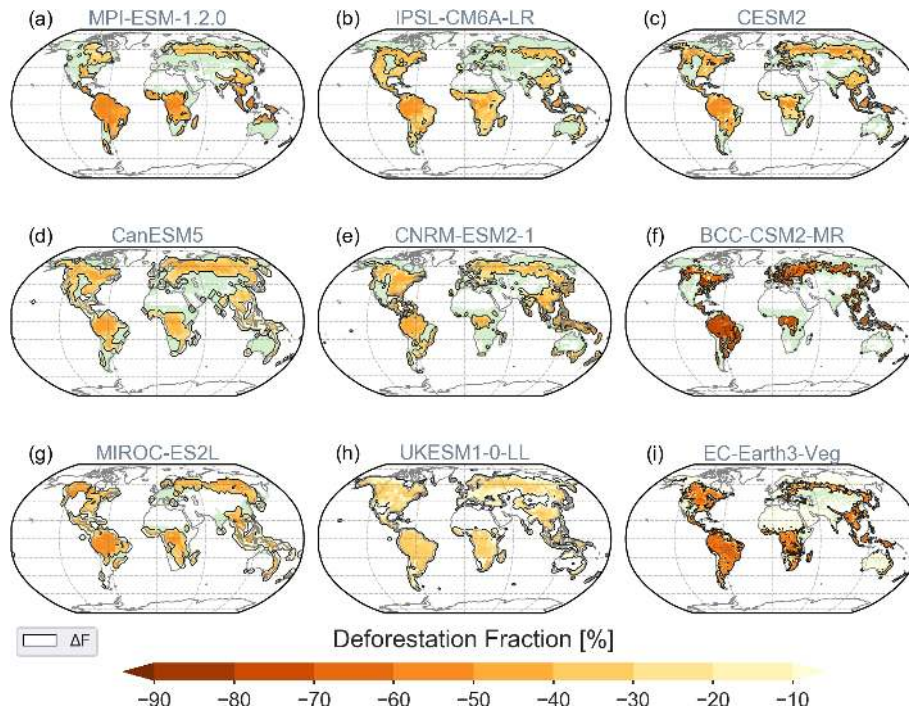 (a) MPI-ESM-1.2.0
(b) IPSL-CM6A-LR
(c) CESM2
(d) CanESM5
(e) CNRM-ESM2-1
(f) BCC-CSM2-MR
(g) MIROC-ES2L
(h) UKESM1-0-LL
(i) EC-Earth3-Veg
ΔF
Deforestation Fraction [%]
−90 −80 −70 −60 −50 −40 −30 −20 −10